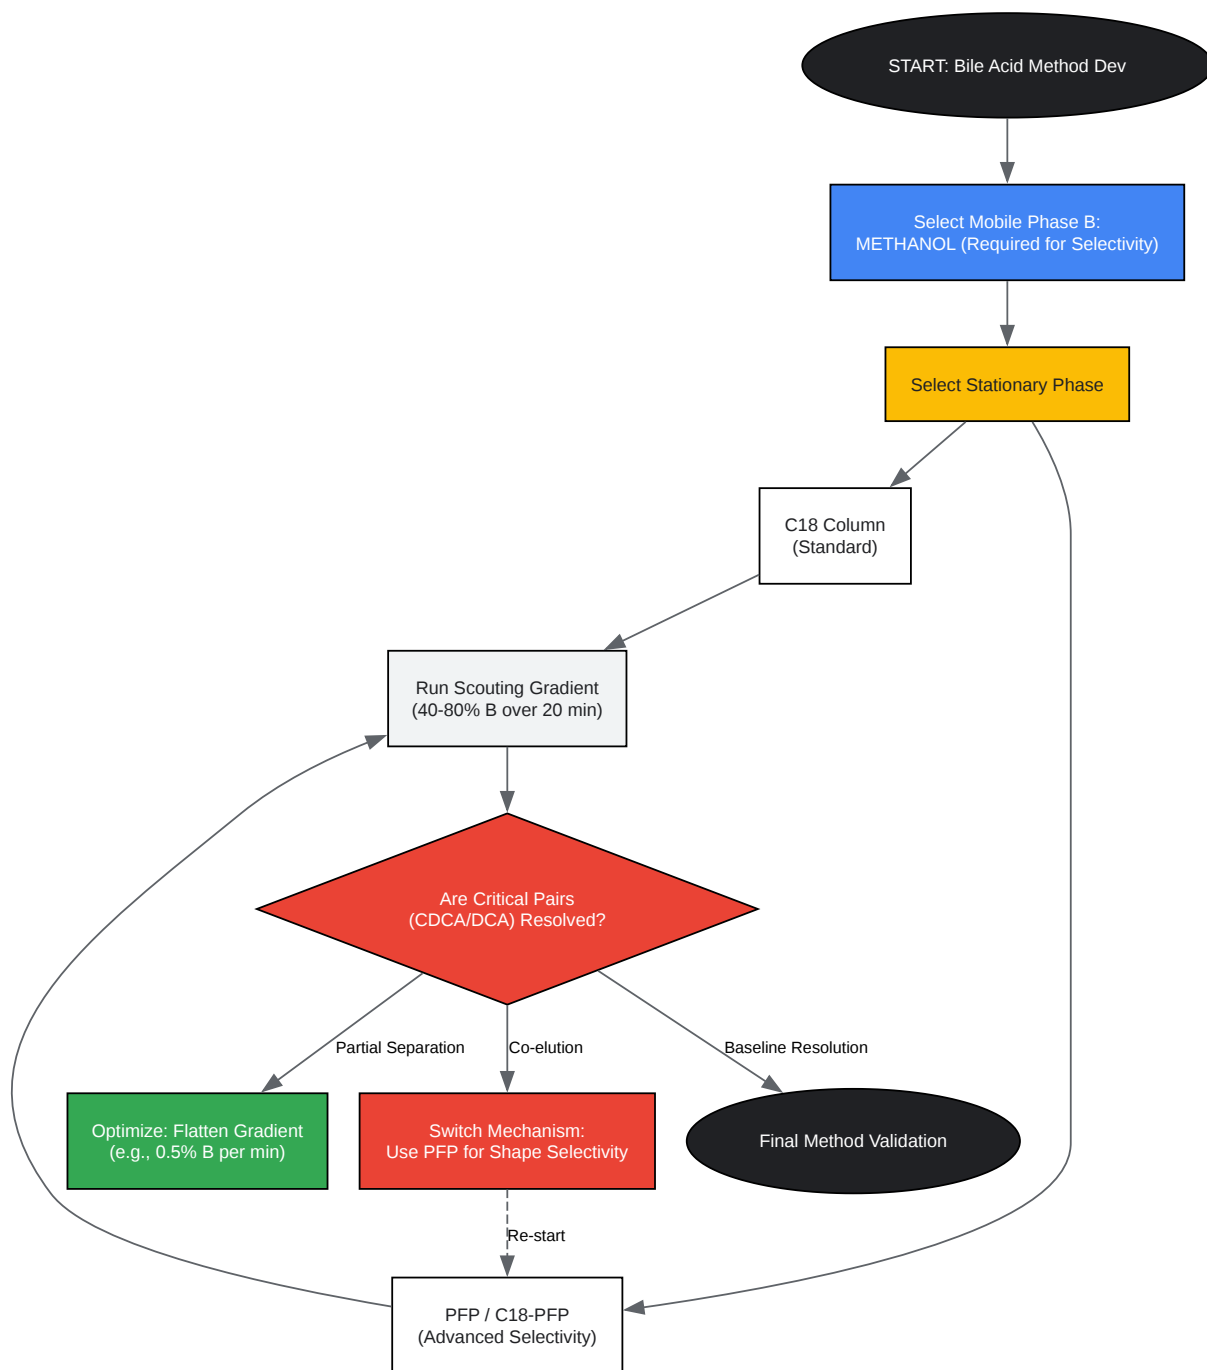 START: Bile Acid Method Dev
Select Mobile Phase B:
METHANOL (Required for Selectivity)
Select Stationary Phase
C18 Column
(Standard)
Run Scouting Gradient
(40-80% B over 20 min)
Are Critical Pairs
(CDCA/DCA) Resolved?
Partial Separation
Co-elution
Baseline Resolution
Optimize: Flatten Gradient
(e.g., 0.5% B per min)
Switch Mechanism:
Use PFP for Shape Selectivity
Final Method Validation
Re-start
PFP / C18-PFP
(Advanced Selectivity)